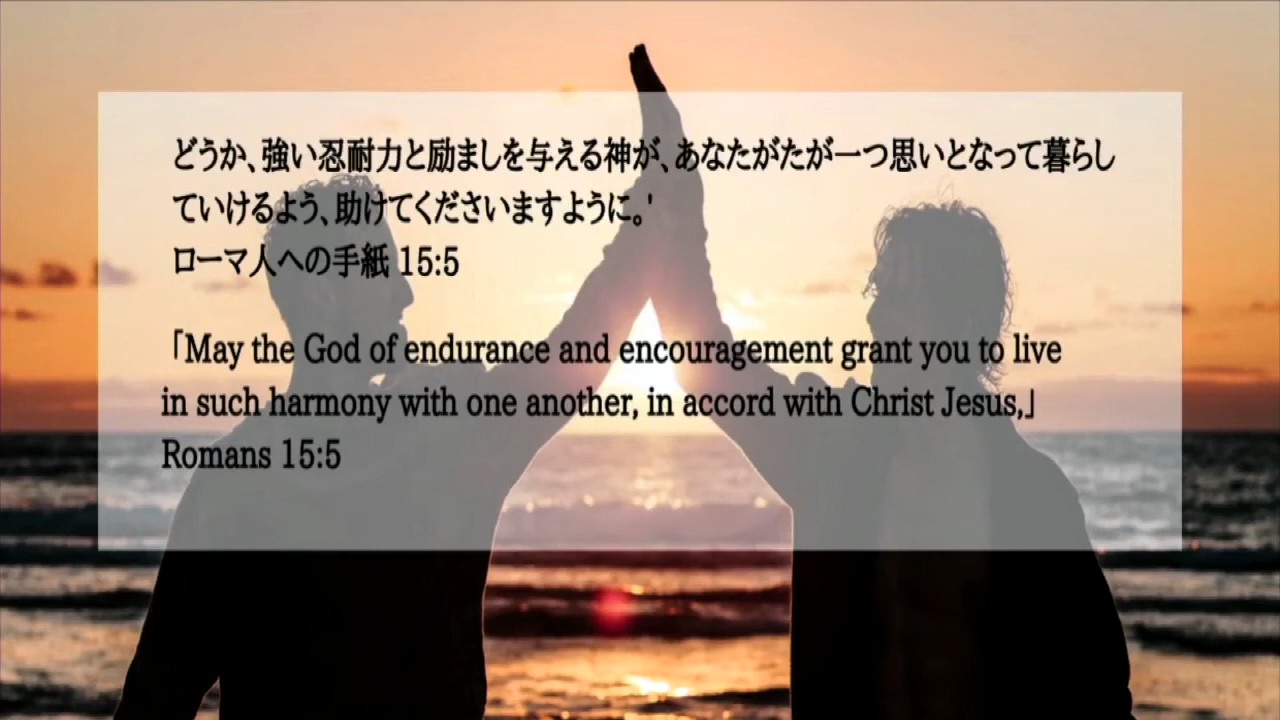 どうか、強い忍耐力と励ましを与える神が、あなたがたが一つ思いとなって暮らし
ていけるよう、助けてくださいますように。'
ローマ人への手紙 15:5
「May the God of endurance and encouragement grant you to live
in such harmony with one another, in accord with Christ Jesus,」
Romans 15:5